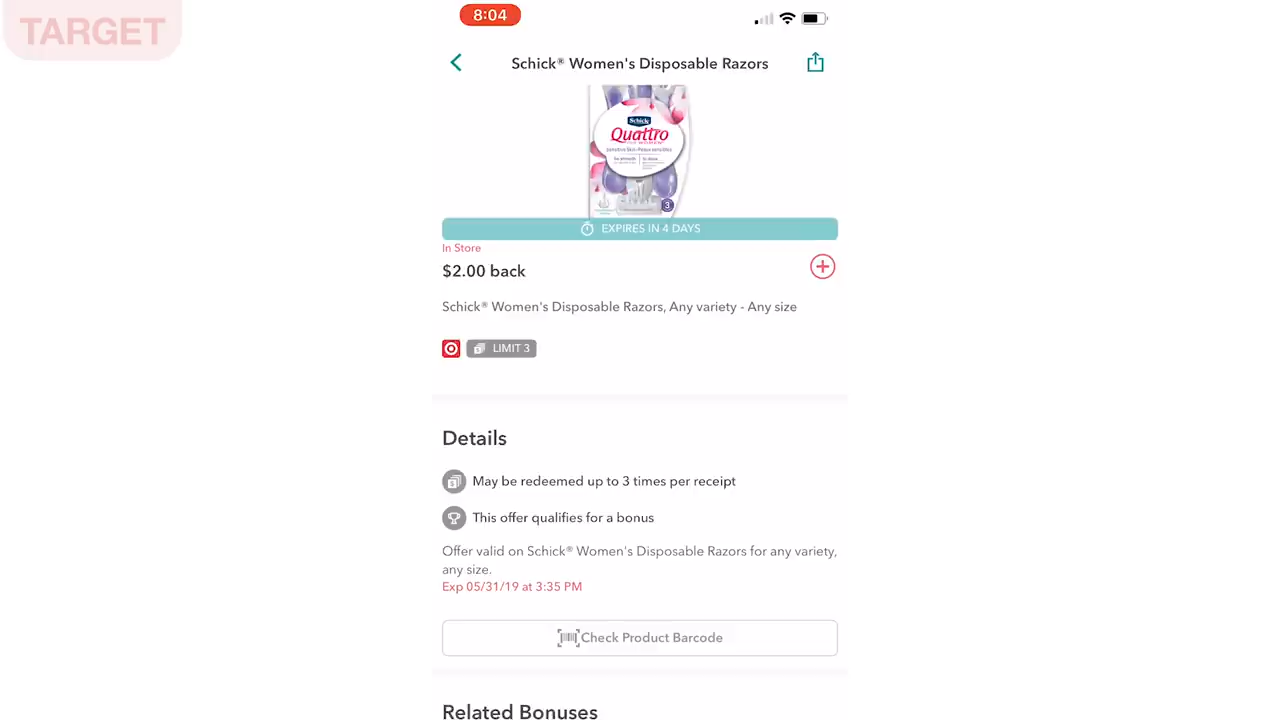 TARGET
8:04
Schick® Women's Disposable Razors
Schick
Quattro
FOR WOMEN
EXPIRES IN 4 DAYS
In Store
$2.00 back
Schick® Women's Disposable Razors, Any variety - Any size
LIMIT 3
Details
May be redeemed up to 3 times per receipt
This offer qualifies for a bonus
Offer valid on Schick® Women's Disposable Razors for any variety,
any size.
Exp 05/31/19 at 3:35 PM
Check Product Barcode
Related Bonuses